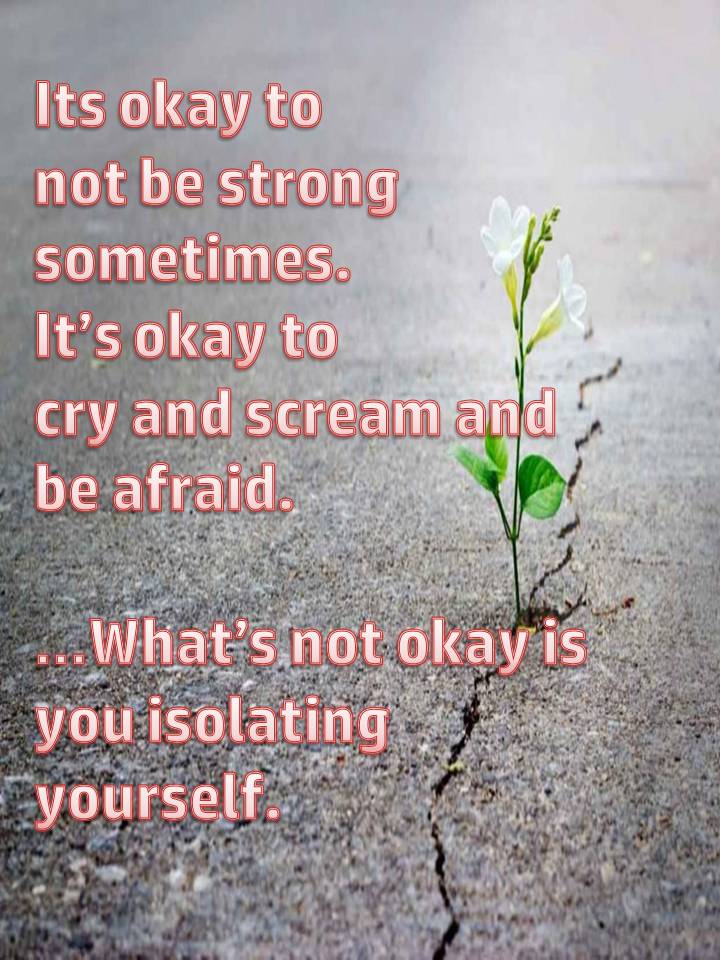 Its okay to
not be strong
sometimes.
It’s okay to
cry and scream and
be afraid.
...What’s not okay is
you isolating
yourself.